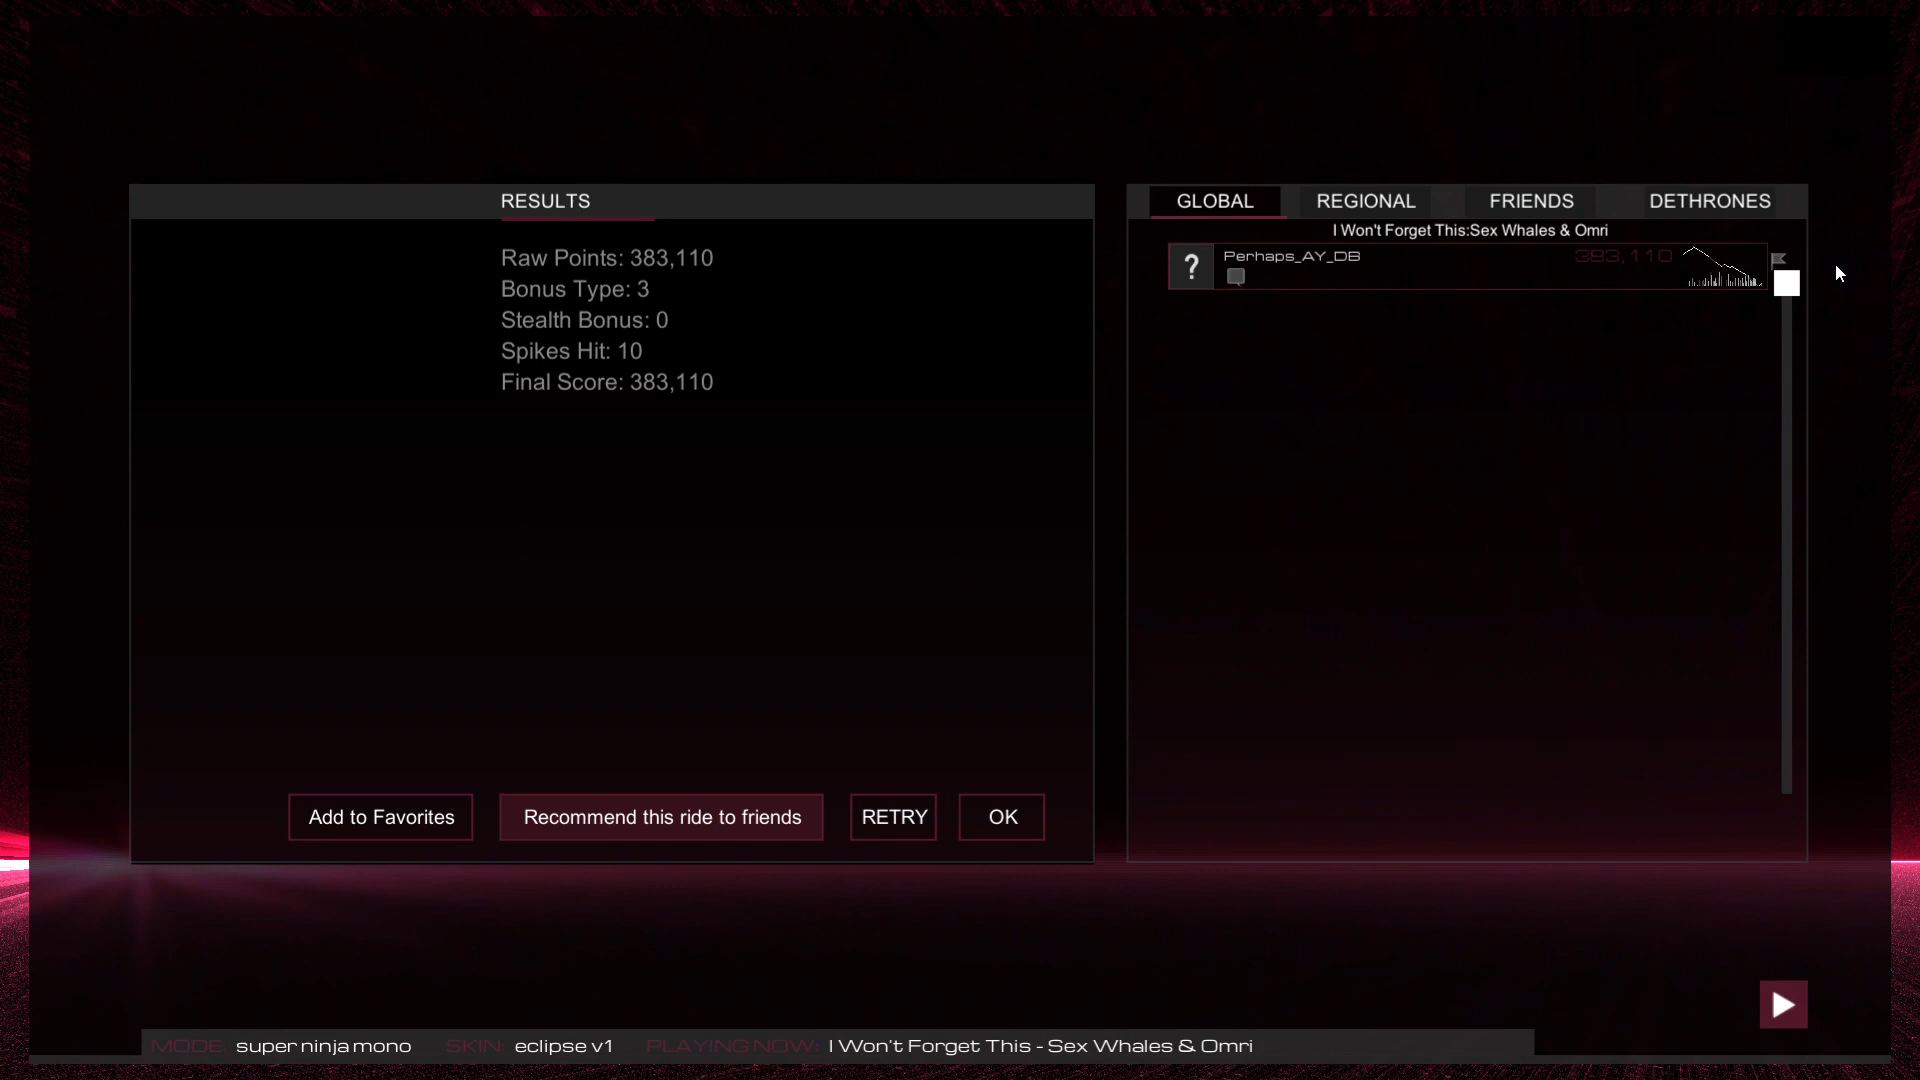 RESULTS
Raw Points: 383,110
Bonus Type: 3
Stealth Bonus: 0
Spikes Hit: 10
Final Score: 383,110
Add to Favorites
Recommend this ride to friends
RETRY
OK
GLOBAL REGIONAL FRIENDS DETHRONES
I Won't Forget This:Sex Whales & Omri
?
Perhaps_AY_DB 383,110
MODE: super ninja mono SKIN: eclipse v1 PLAYING NOW: I Won't Forget This - Sex Whales & Omri